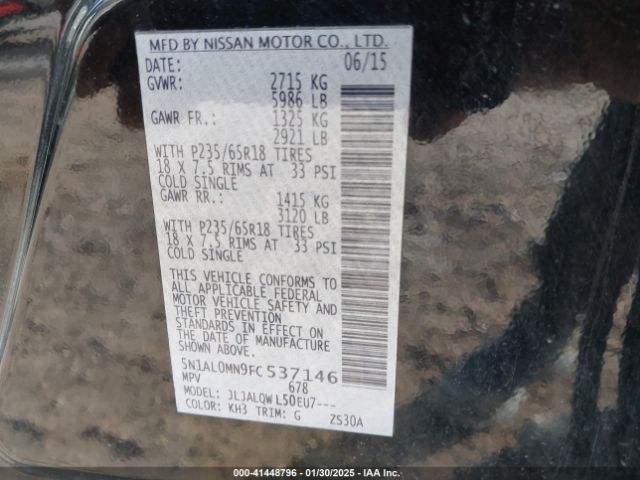 MFD BY NISSAN MOTOR CO., LTD.
DATE: 06/15
GVWR: 2715 KG
5986 LB
GAWR FR.: 1325 KG
2921 LB
WITH P235/65R18 TIRES
18 X 7.5 RIMS AT 33 PSI
COLD SINGLE
GAWR RR.: 1415 KG
3120 LB
WITH P235/65R18 TIRES
18 X 7.5 RIMS AT 33 PSI
COLD SINGLE
THIS VEHICLE CONFORMS TO
ALL APPLICABLE FEDERAL
MOTOR VEHICLE SAFETY AND
THEFT PREVENTION
STANDARDS IN EFFECT ON
THE DATE OF MANUFACTURE
SHOWN ABOVE.
5N1AL0MN9FC537146
MPV 678
MODEL: JLJALQWL50EU7---
COLOR: KH3 TRIM: G ZS30A
000-41448796 - 01/30/2025 - IAA Inc.